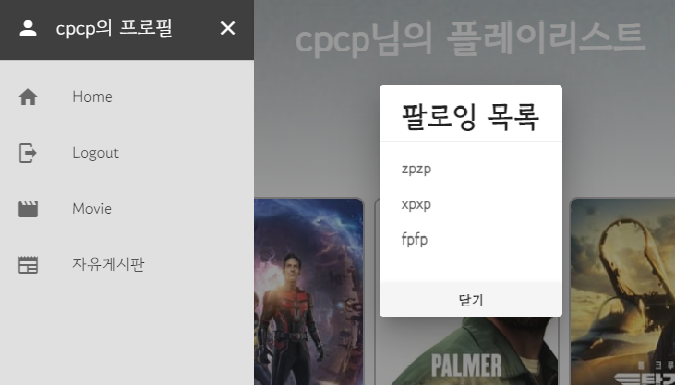 cpcp의 프로필
Home
Logout
Movie
자유게시판
cpcp님의 플레이리스트
팔로잉 목록
zpzp
xpxp
fpfp
닫기
PALMER